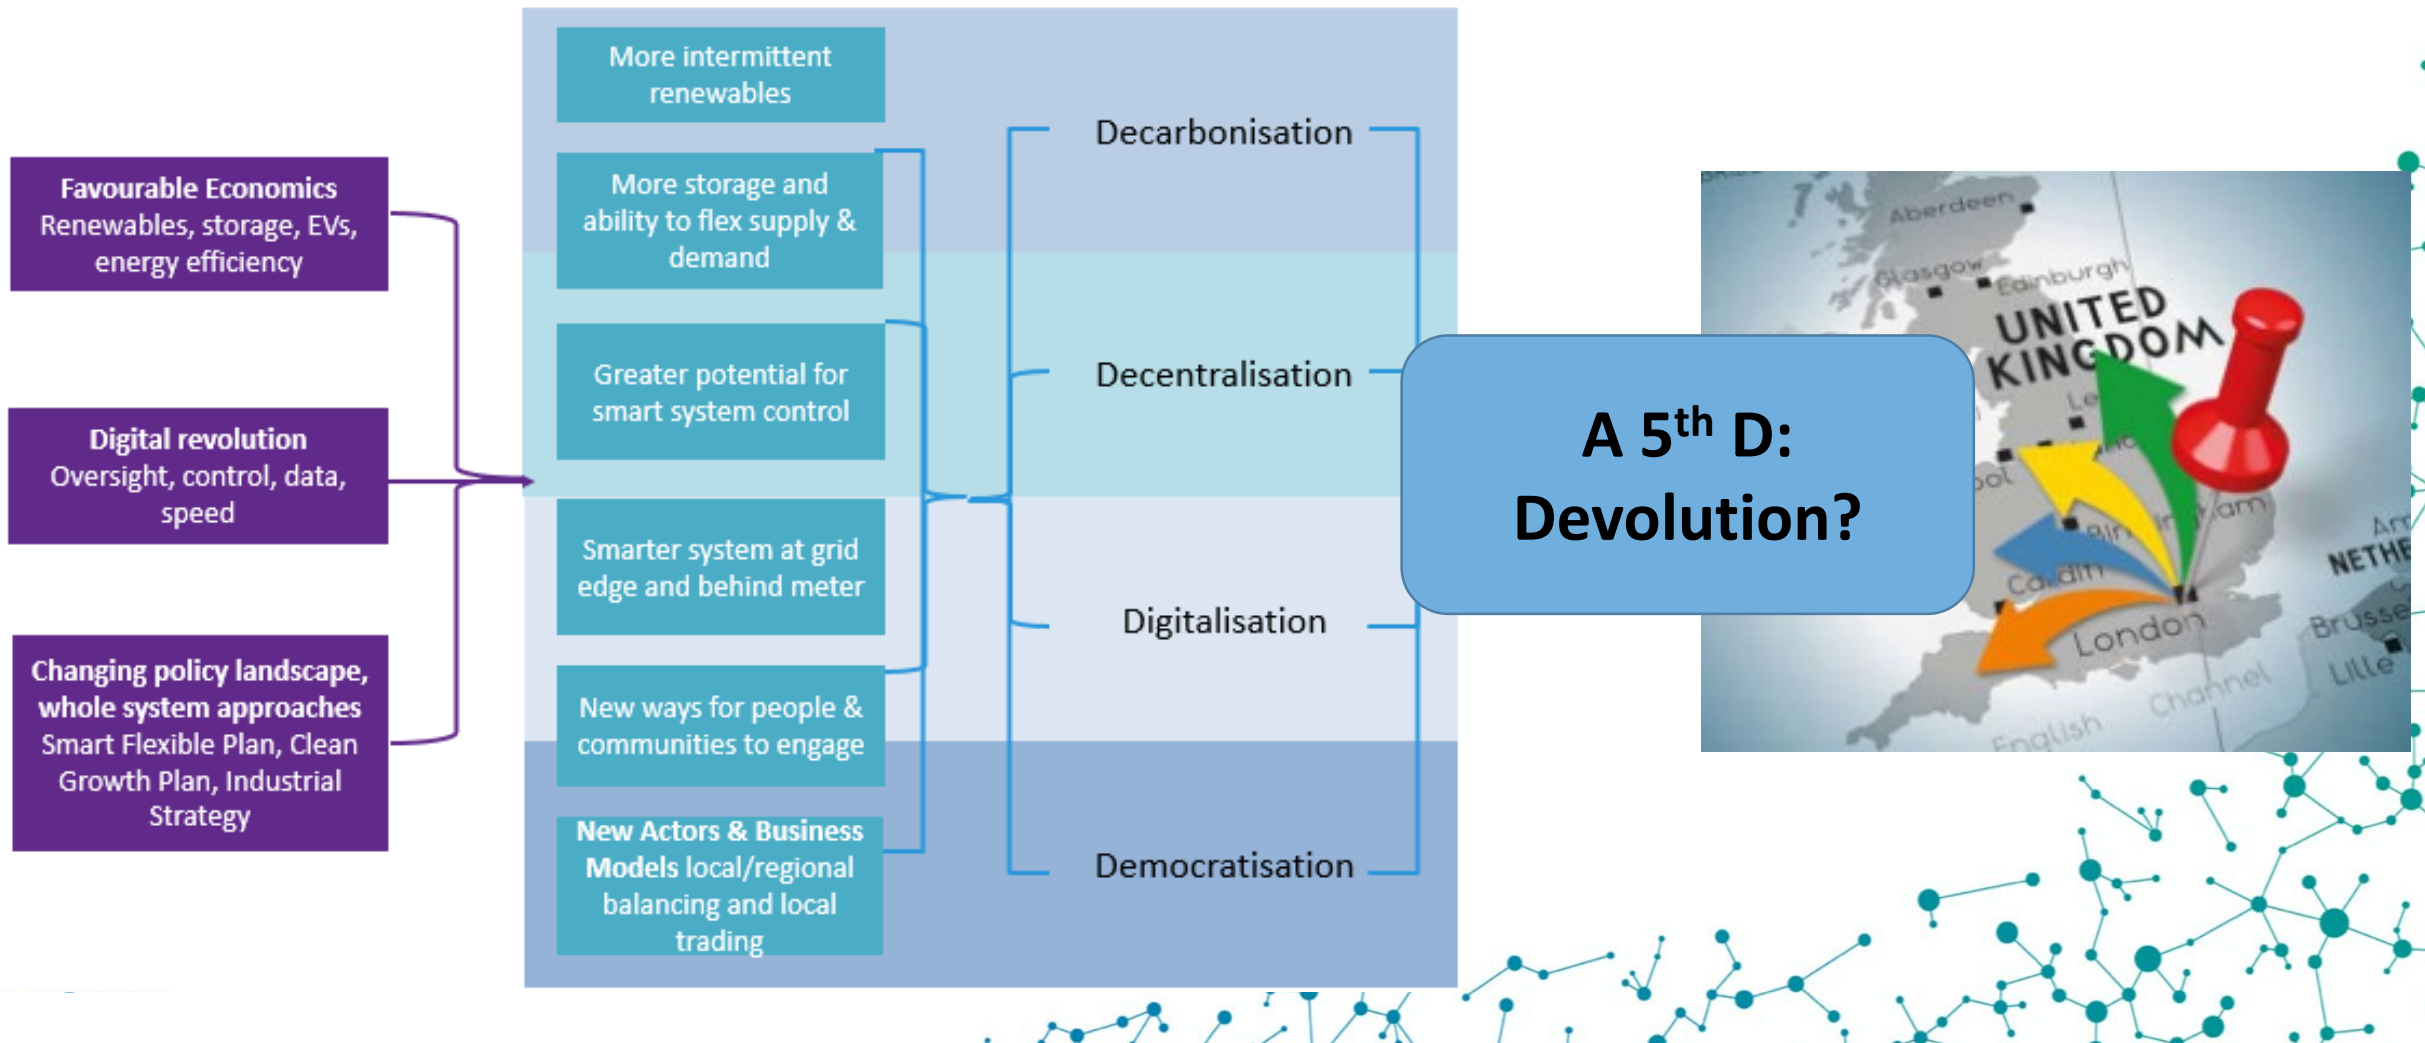 Favourable Economics
Renewables, storage, EVs,
energy efficiency
Digital revolution
Oversight, control, data,
speed
Changing policy landscape,
whole system approaches
Smart Flexible Plan, Clean
Growth Plan, Industrial
Strategy
More intermittent
renewables
More storage and
ability to flex supply &
demand
Greater potential for
smart system control
Smarter system at grid
edge and behind meter
New ways for people &
communities to engage
New Actors & Business
Models local/regional
balancing and local
trading
Decarbonisation
Decentralisation
Digitalisation
Democratisation
A 5th D:
Devolution?
Aberdeen
Glasgow
Edinburgh
UNITED
KINGDOM
Cardiff
London
English
Channel
Lille